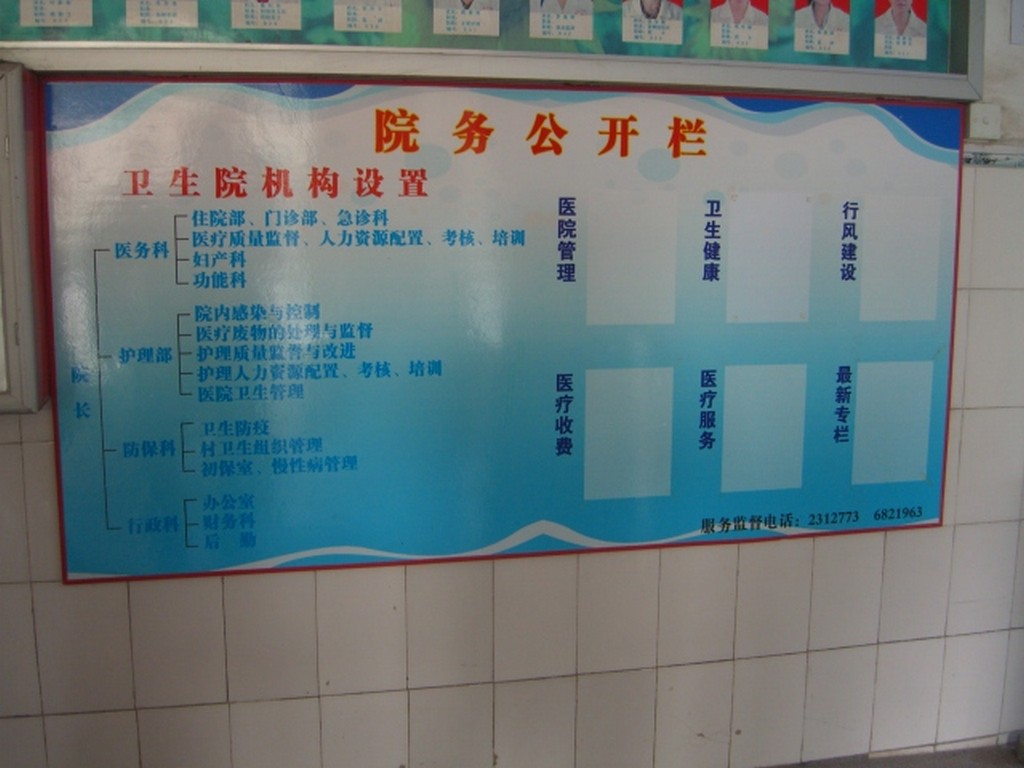 院务公开栏
卫生院机构设置
院长
医务科
住院部、门诊部、急诊科
医疗质量监督、人力资源配置、考核、培训
妇产科
功能科
护理部
院内感染与控制
医疗废物的处理与监督
护理质量监督与改进
护理人力资源配置、考核、培训
医院卫生管理
防保科
卫生防疫
村卫生组织管理
初保室、慢性病管理
行政科
办公室
财务科
后 勤
医院管理
卫生健康
行风建设
医疗收费
医疗服务
最新专栏
服务监督电话：2312773 6821963